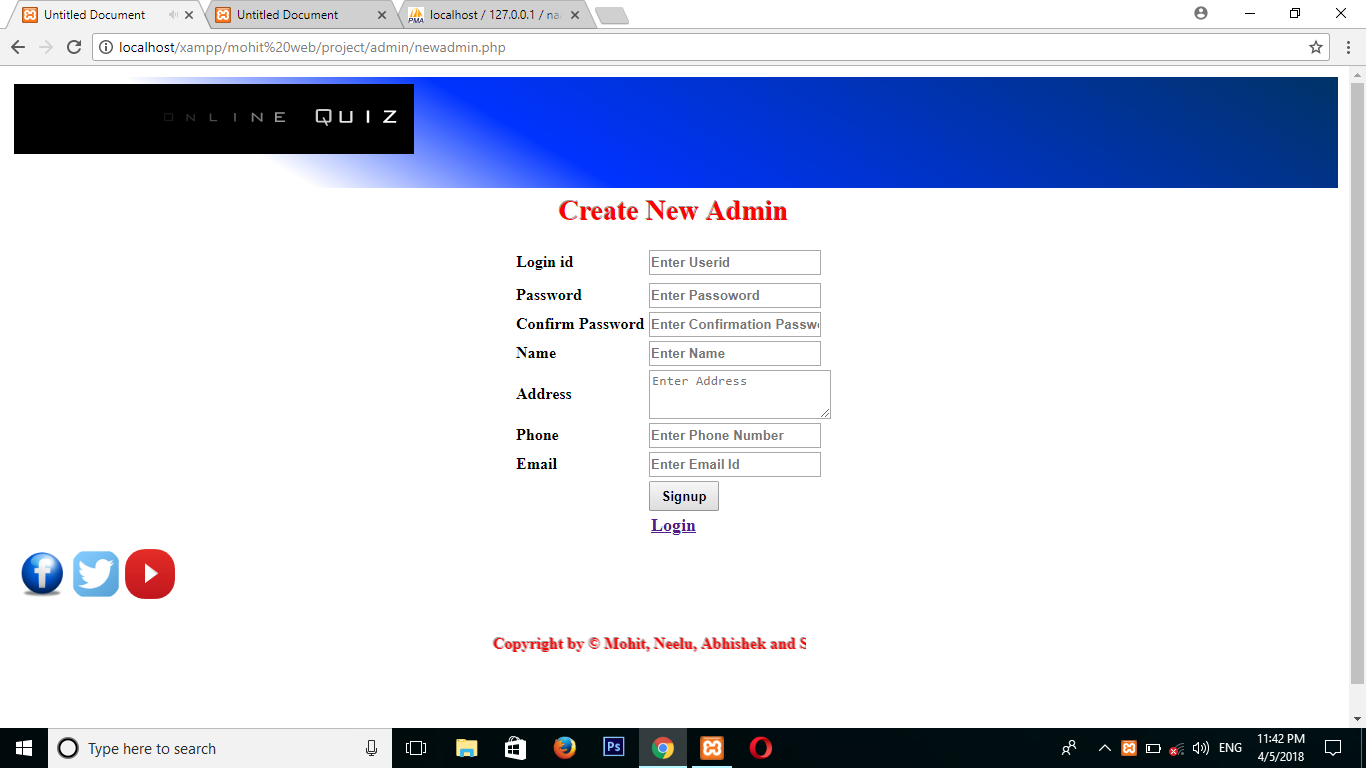 Untitled Document
Untitled Document
localhost / 127.0.0.1 / na
localhost/xampp/mohit%20web/project/admin/newadmin.php
ONLINE QUIZ
Create New Admin
Login id Enter Userid
Password Enter Passoword
Confirm Password Enter Confirmation Passw
Name Enter Name
Address Enter Address
Phone Enter Phone Number
Email Enter Email Id
Signup
Login
Copyright by © Mohit, Neelu, Abhishek and S
Type here to search
Ps
ENG
11:42 PM
4/5/2018